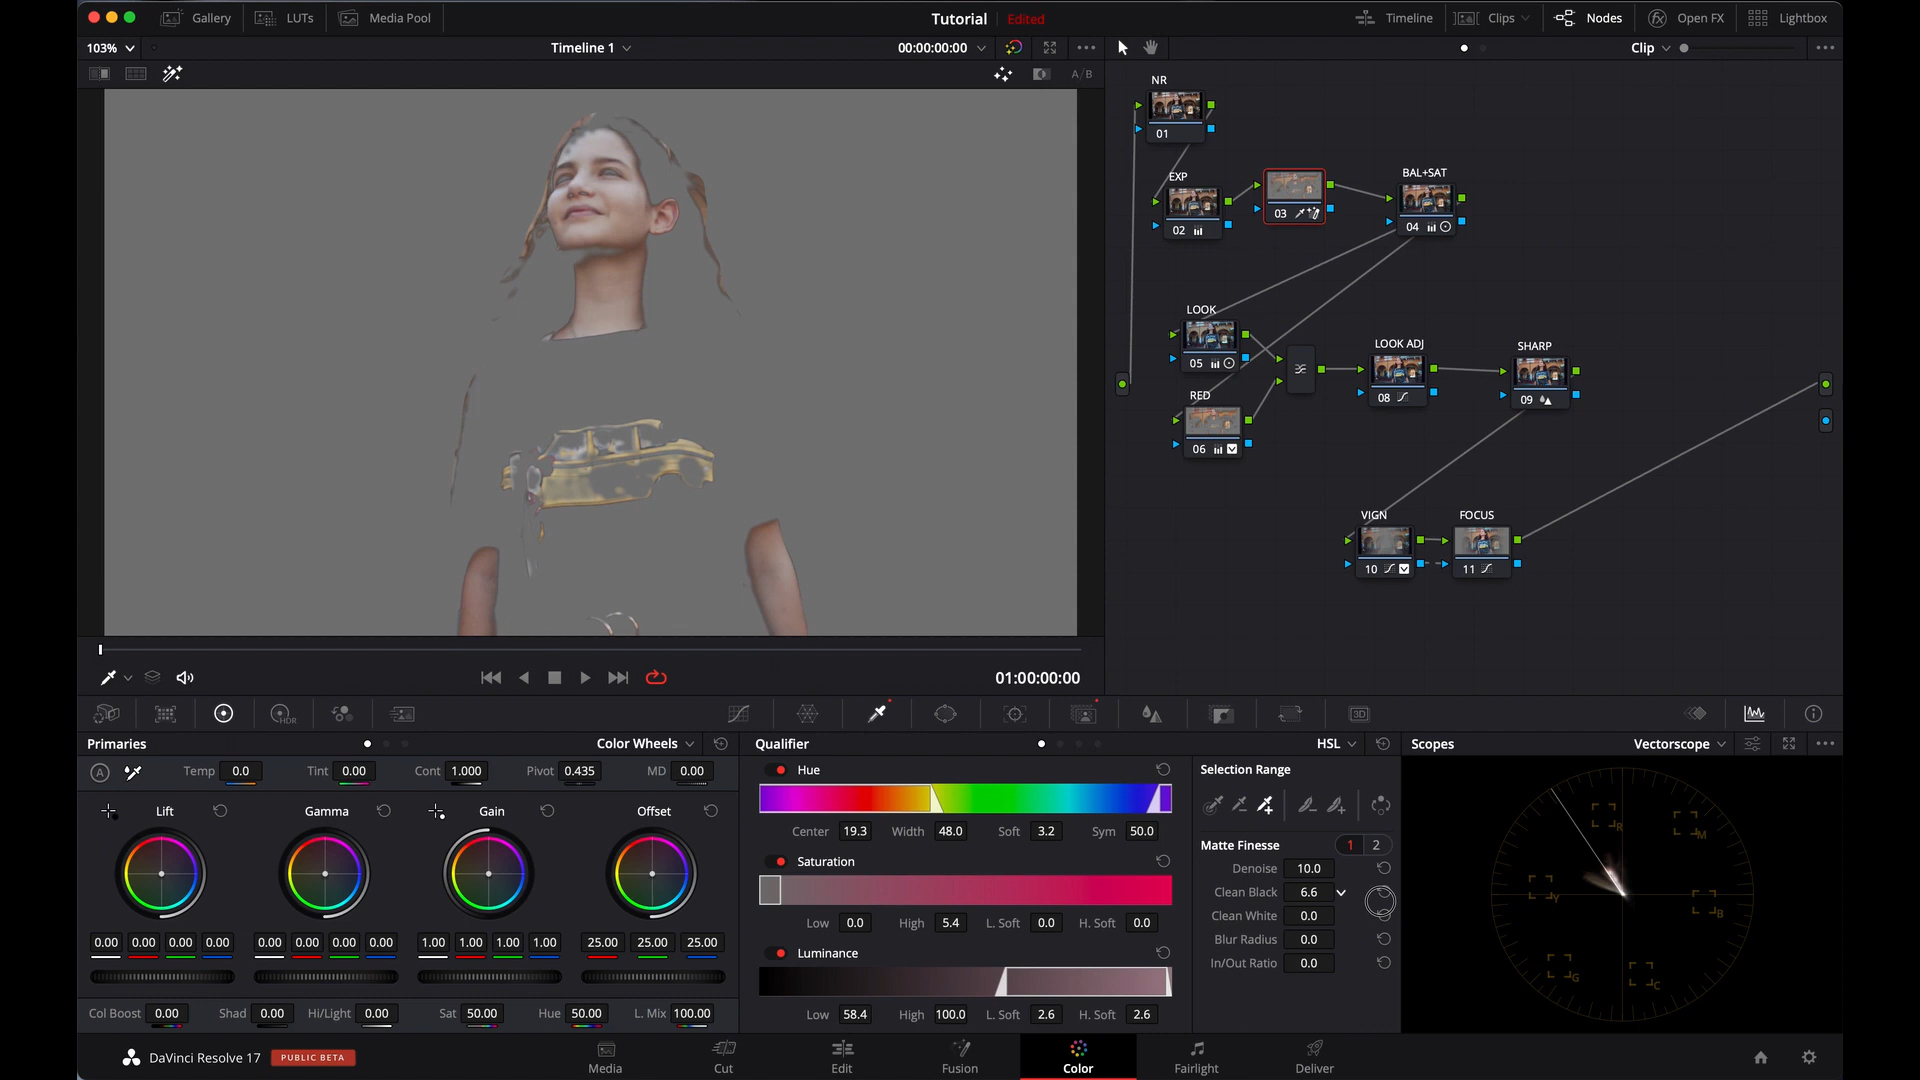 Gallery LUTs Media Pool Tutorial Edited Timeline Clips Nodes Open FX Lightbox
103% Timeline 1 00:00:00:00 Clip
A/B
NR
01
EXP
02
03
BAL+SAT
04
LOOK
05
RED
06
LOOK ADJ
08
SHARP
09
VIGN
10
FOCUS
11
01:00:00:00
HDR 3D
Primaries Color Wheels
A Temp 0.0 Tint 0.00 Cont 1.000 Pivot 0.435 MD 0.00
Lift Gamma Gain Offset
0.00 0.00 0.00 0.00 0.00 0.00 0.00 0.00 1.00 1.00 1.00 1.00 25.00 25.00 25.00
Col Boost 0.00 Shad 0.00 Hi/Light 0.00 Sat 50.00 Hue 50.00 L. Mix 100.00
Qualifier HSL
Hue
Center 19.3 Width 48.0 Soft 3.2 Sym 50.0
Saturation
Low 0.0 High 5.4 L. Soft 0.0 H. Soft 0.0
Luminance
Low 58.4 High 100.0 L. Soft 2.6 H. Soft 2.6
Selection Range
Matte Finesse 1 2
Denoise 10.0
Clean Black 6.6
Clean White 0.0
Blur Radius 0.0
In/Out Ratio 0.0
Scopes Vectorscope
R
M
Y
B
G
C
DaVinci Resolve 17 PUBLIC BETA
Media Cut Edit Fusion Color Fairlight Deliver